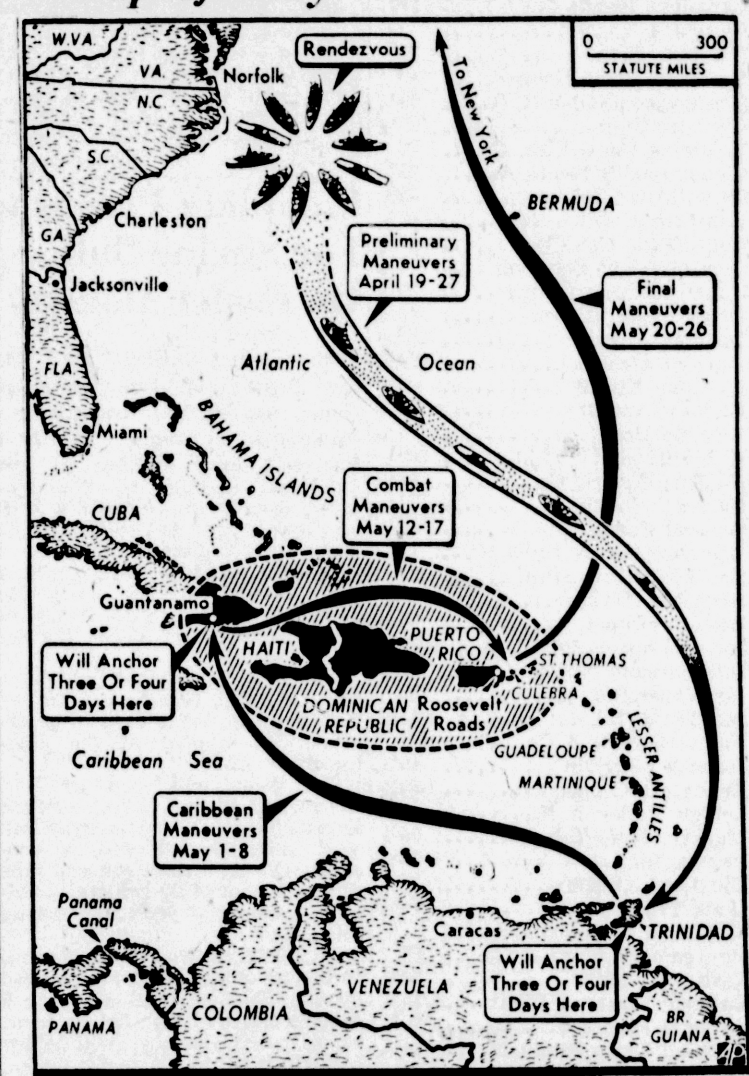 W.VA.
VA.
N.C.
S.C.
GA
FLA.
Norfolk
Rendezvous
To New York
0 300
STATUTE MILES
BERMUDA
Charleston
Jacksonville
Preliminary
Maneuvers
April 19-27
Final
Maneuvers
May 20-26
Atlantic Ocean
Miami
BAHAMA ISLANDS
Combat
Maneuvers
May 12-17
CUBA
Guantanamo
HAITI
PUERTO
RICO
ST. THOMAS
CULEBRA
Will Anchor
Three Or Four
Days Here
DOMINICAN
REPUBLIC
Roosevelt
Roads
LESSER ANTILLES
GUADELOUPE
MARTINIQUE
Caribbean Sea
Caribbean
Maneuvers
May 1-8
Panama
Canal
Caracas
TRINIDAD
Will Anchor
Three Or Four
Days Here
VENEZUELA
COLOMBIA
PANAMA
BR.
GUIANA
AP